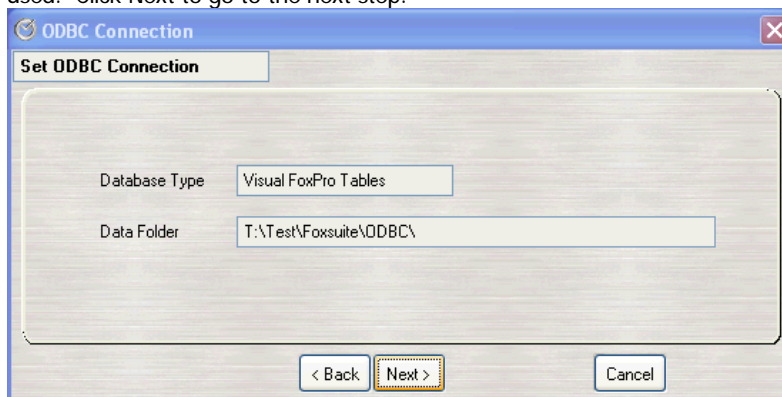 used. Click Next to go to the next step.
ODBC Connection
Set ODBC Connection
Database Type Visual FoxPro Tables
Data Folder T:\Test\Foxsuite\ODBC\
< Back Next > Cancel